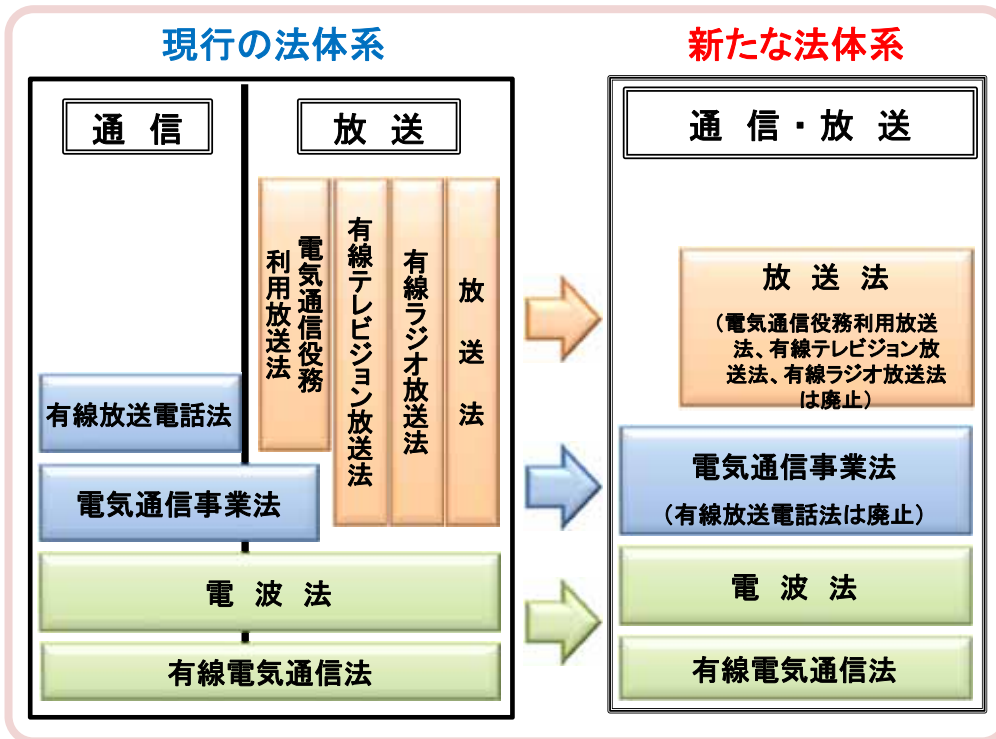 現行の法体系
通信
放送
電気通信役務
利用放送法
有線テレビジョン放送法
有線ラジオ放送法
放送法
有線放送電話法
電気通信事業法
電波法
有線電気通信法
新たな法体系
通信・放送
放送法
(電気通信役務利用放送
法、有線テレビジョン放
送法、有線ラジオ放送法
は廃止)
電気通信事業法
(有線放送電話法は廃止)
電波法
有線電気通信法